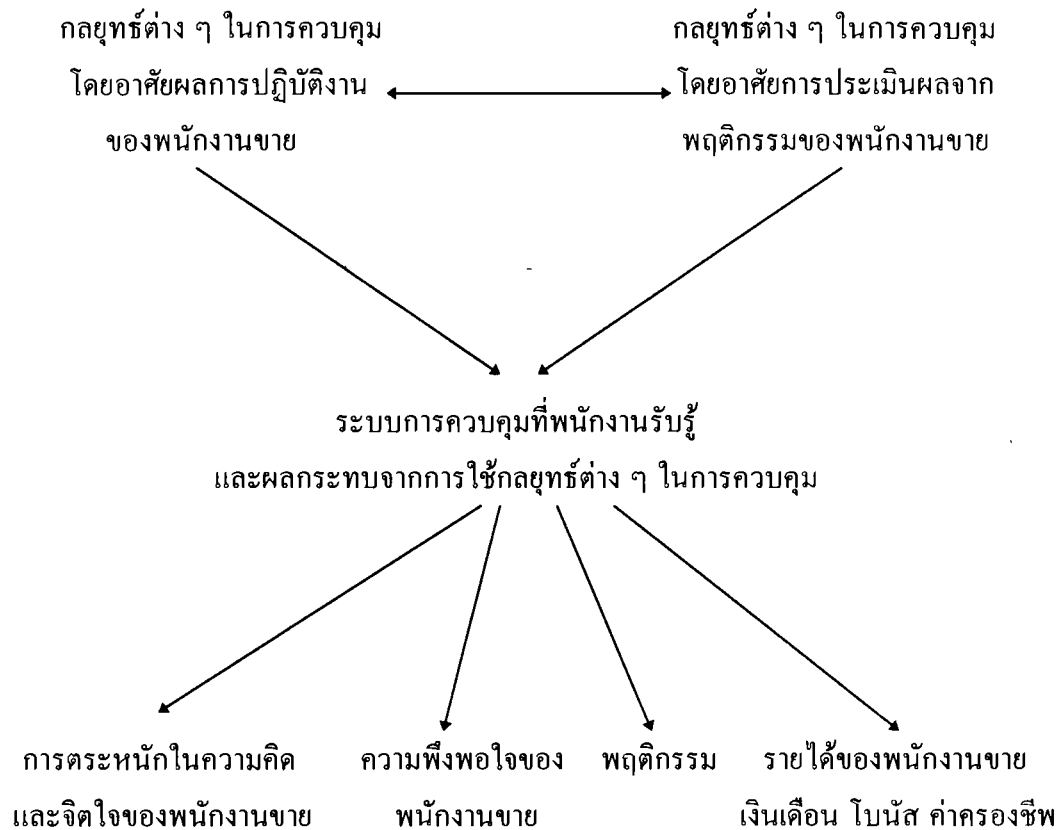 กลยุทธ์ต่าง ๆ ในการควบคุม
โดยอาศัยผลการปฏิบัติงาน
ของพนักงานขาย
กลยุทธ์ต่าง ๆ ในการควบคุม
โดยอาศัยการประเมินผลจาก
พฤติกรรมของพนักงานขาย
ระบบการควบคุมที่พนักงานรับรู้
และผลกระทบจากการใช้กลยุทธ์ต่าง ๆ ในการควบคุม
การตระหนักในความคิด
และจิตใจของพนักงานขาย
ความพึงพอใจของ
พนักงานขาย
พฤติกรรม
รายได้ของพนักงานขาย
เงินเดือน โบนัส ค่าครองชีพ